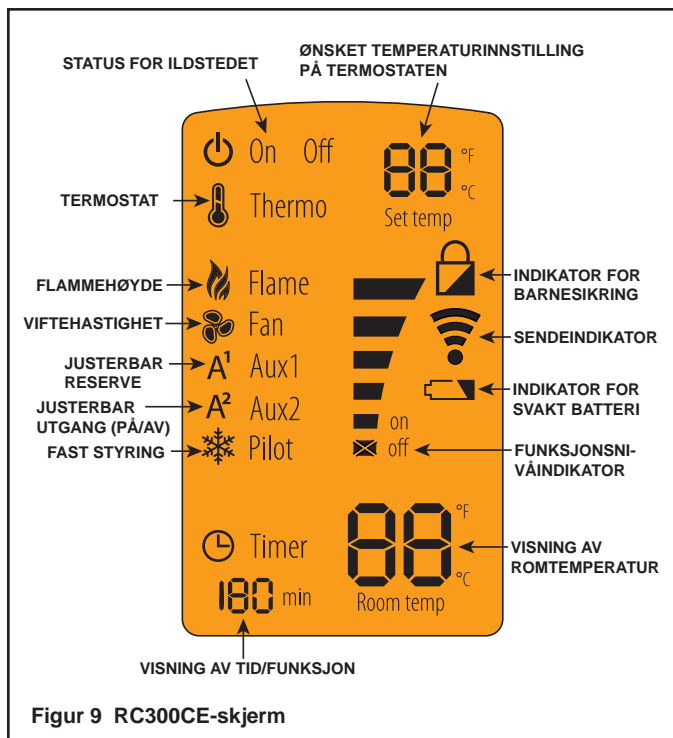 STATUS FOR ILDSTEDET
ØNSKET TEMPERATURINNSTILLING
PÅ TERMOSTATEN
On Off
88 °F
°C
Set temp
TERMOSTAT
Thermo
FLAMMEHØYDE
Flame
INDIKATOR FOR
BARNESIKRING
VIFTEHASTIGHET
Fan
SENDEINDIKATOR
JUSTERBAR
RESERVE
A¹ Aux1
INDIKATOR FOR
SVAKT BATTERI
JUSTERBAR
UTGANG (PÅ/AV)
A² Aux2
on
FAST STYRING
Pilot
off
FUNKSJONSNI-
VÅINDIKATOR
Timer
180 min
88 °F
°C
Room temp
VISNING AV
ROMTEMPERATUR
VISNING AV TID/FUNKSJON
Figur 9 RC300CE-skjerm